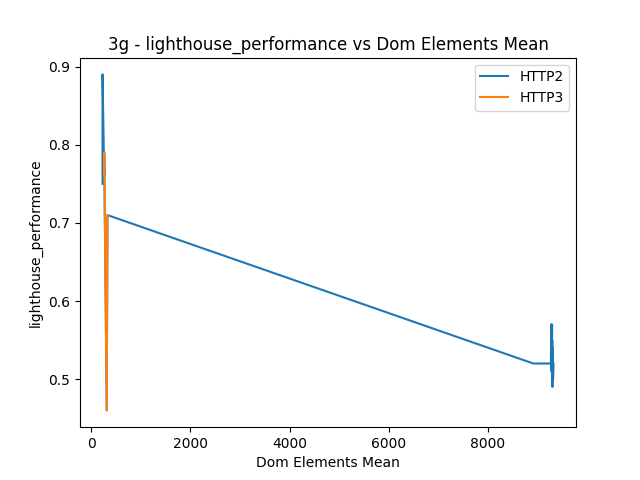 3g - lighthouse_performance vs Dom Elements Mean
HTTP2
HTTP3
0.9
0.8
0.7
0.6
0.5
lighthouse_performance
0 2000 4000 6000 8000
Dom Elements Mean